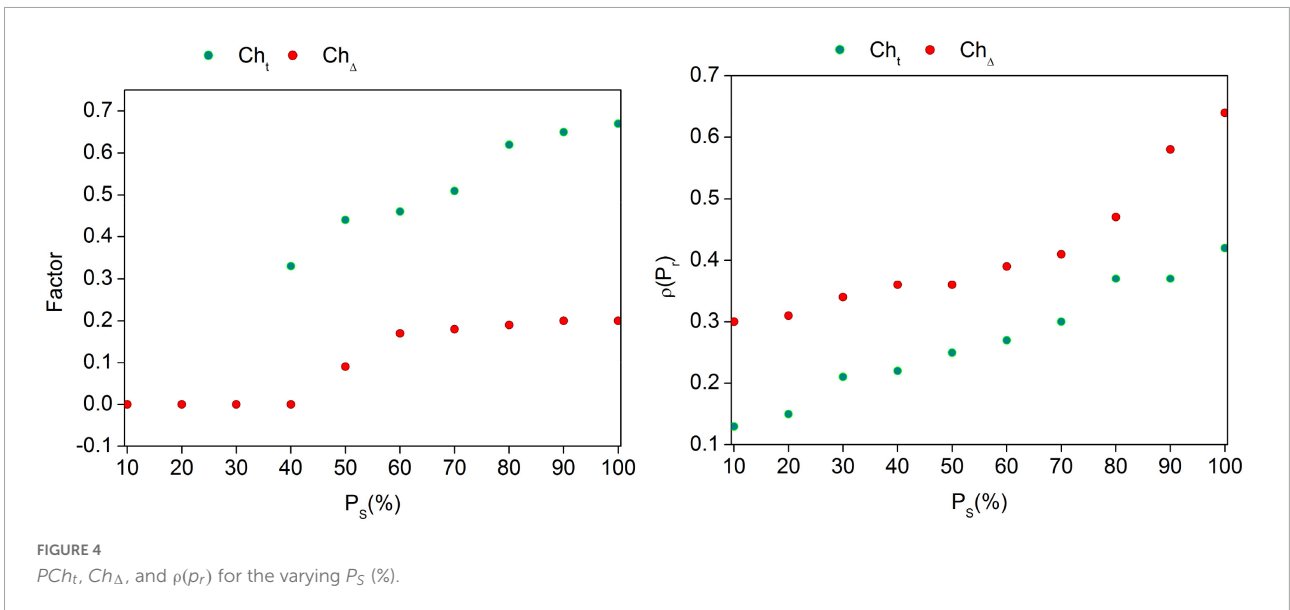 Ch_t Ch_Δ
0.7
0.6
0.5
0.4
0.3
0.2
0.1
0.0
-0.1
Factor
10 20 30 40 50 60 70 80 90 100
P_S(%)
Ch_t Ch_Δ
0.7
0.6
0.5
0.4
0.3
0.2
0.1
ρ(P_r)
10 20 30 40 50 60 70 80 90 100
P_S(%)
FIGURE 4
PCh_t, Ch_Δ, and ρ(p_r) for the varying P_S (%).